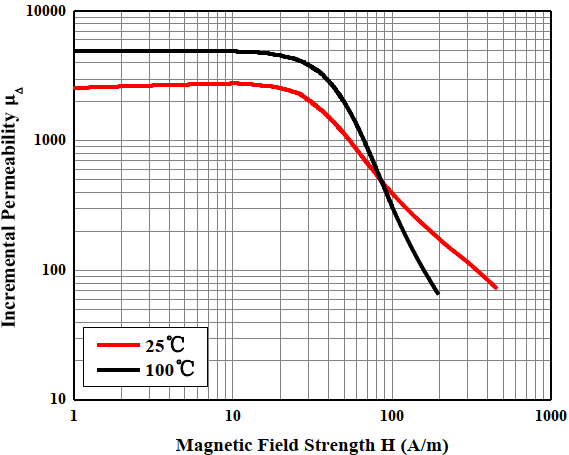 10000
1000
100
10
Incremental Permeability μΔ
25℃
100℃
1 10 100 1000
Magnetic Field Strength H (A/m)